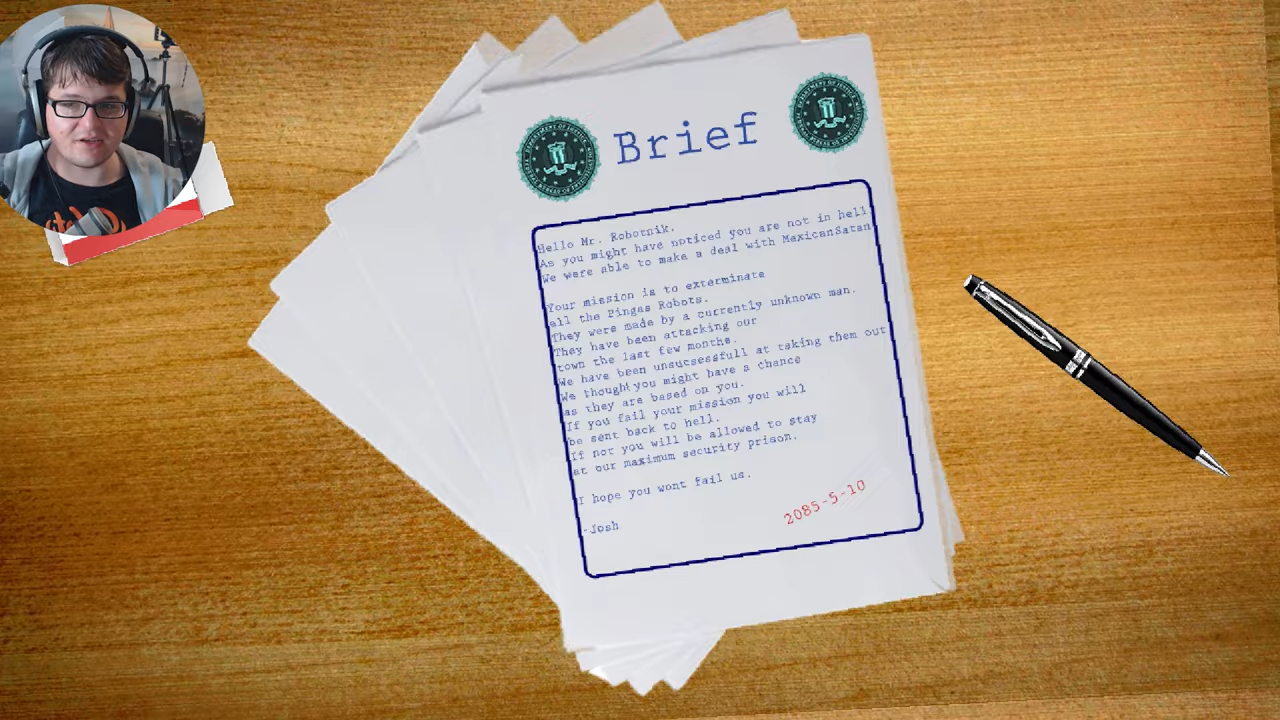 Brief
Hello Mr. Robotnik,
As you might have noticed you are not in hell
We were able to make a deal with MexicanSatan
Your mission is to exterminate
all the Pingas Robots.
They were made by a currently unknown man.
They have been attacking our
town the last few months.
We have been unsucsessfull at taking them out
We thought you might have a chance
as they are based on you.
If you fail your mission you will
be sent back to hell.
If not you will be allowed to stay
at our maximum security prison.
I hope you wont fail us.
-Josh
2085-5-10